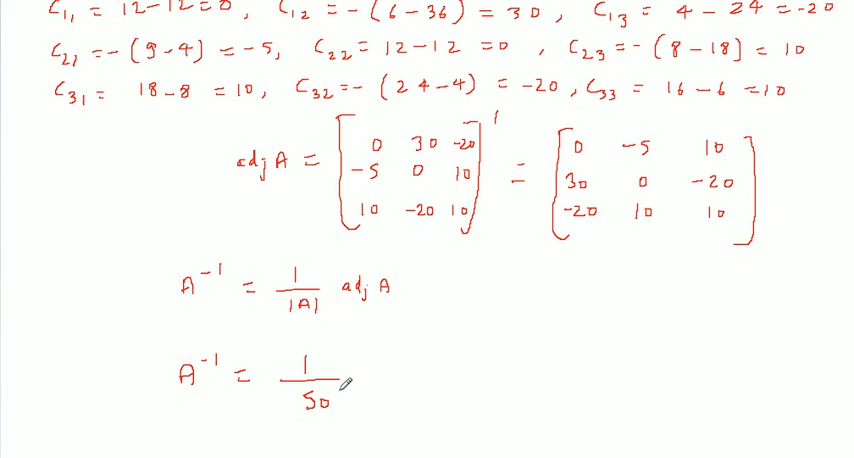 C₁₁ = 12-12=0, C₁₂ = -(6-36) = 30, C₁₃ = 4-24=-20
C₂₁ =-(9-4)=-5, C₂₂=12-12=0, C₂₃=-(8-18]=10
C₃₁= 18-8=10, C₃₂=-(24-4) = -20, C₃₃ = 16-6=10
adj A = [0 30 -20; -5 0 10; 10 -20 10]' = [0 -5 10; 30 0 -20; -20 10 10]
A⁻¹ = 1/|A| adj A
A⁻¹ = 1/50